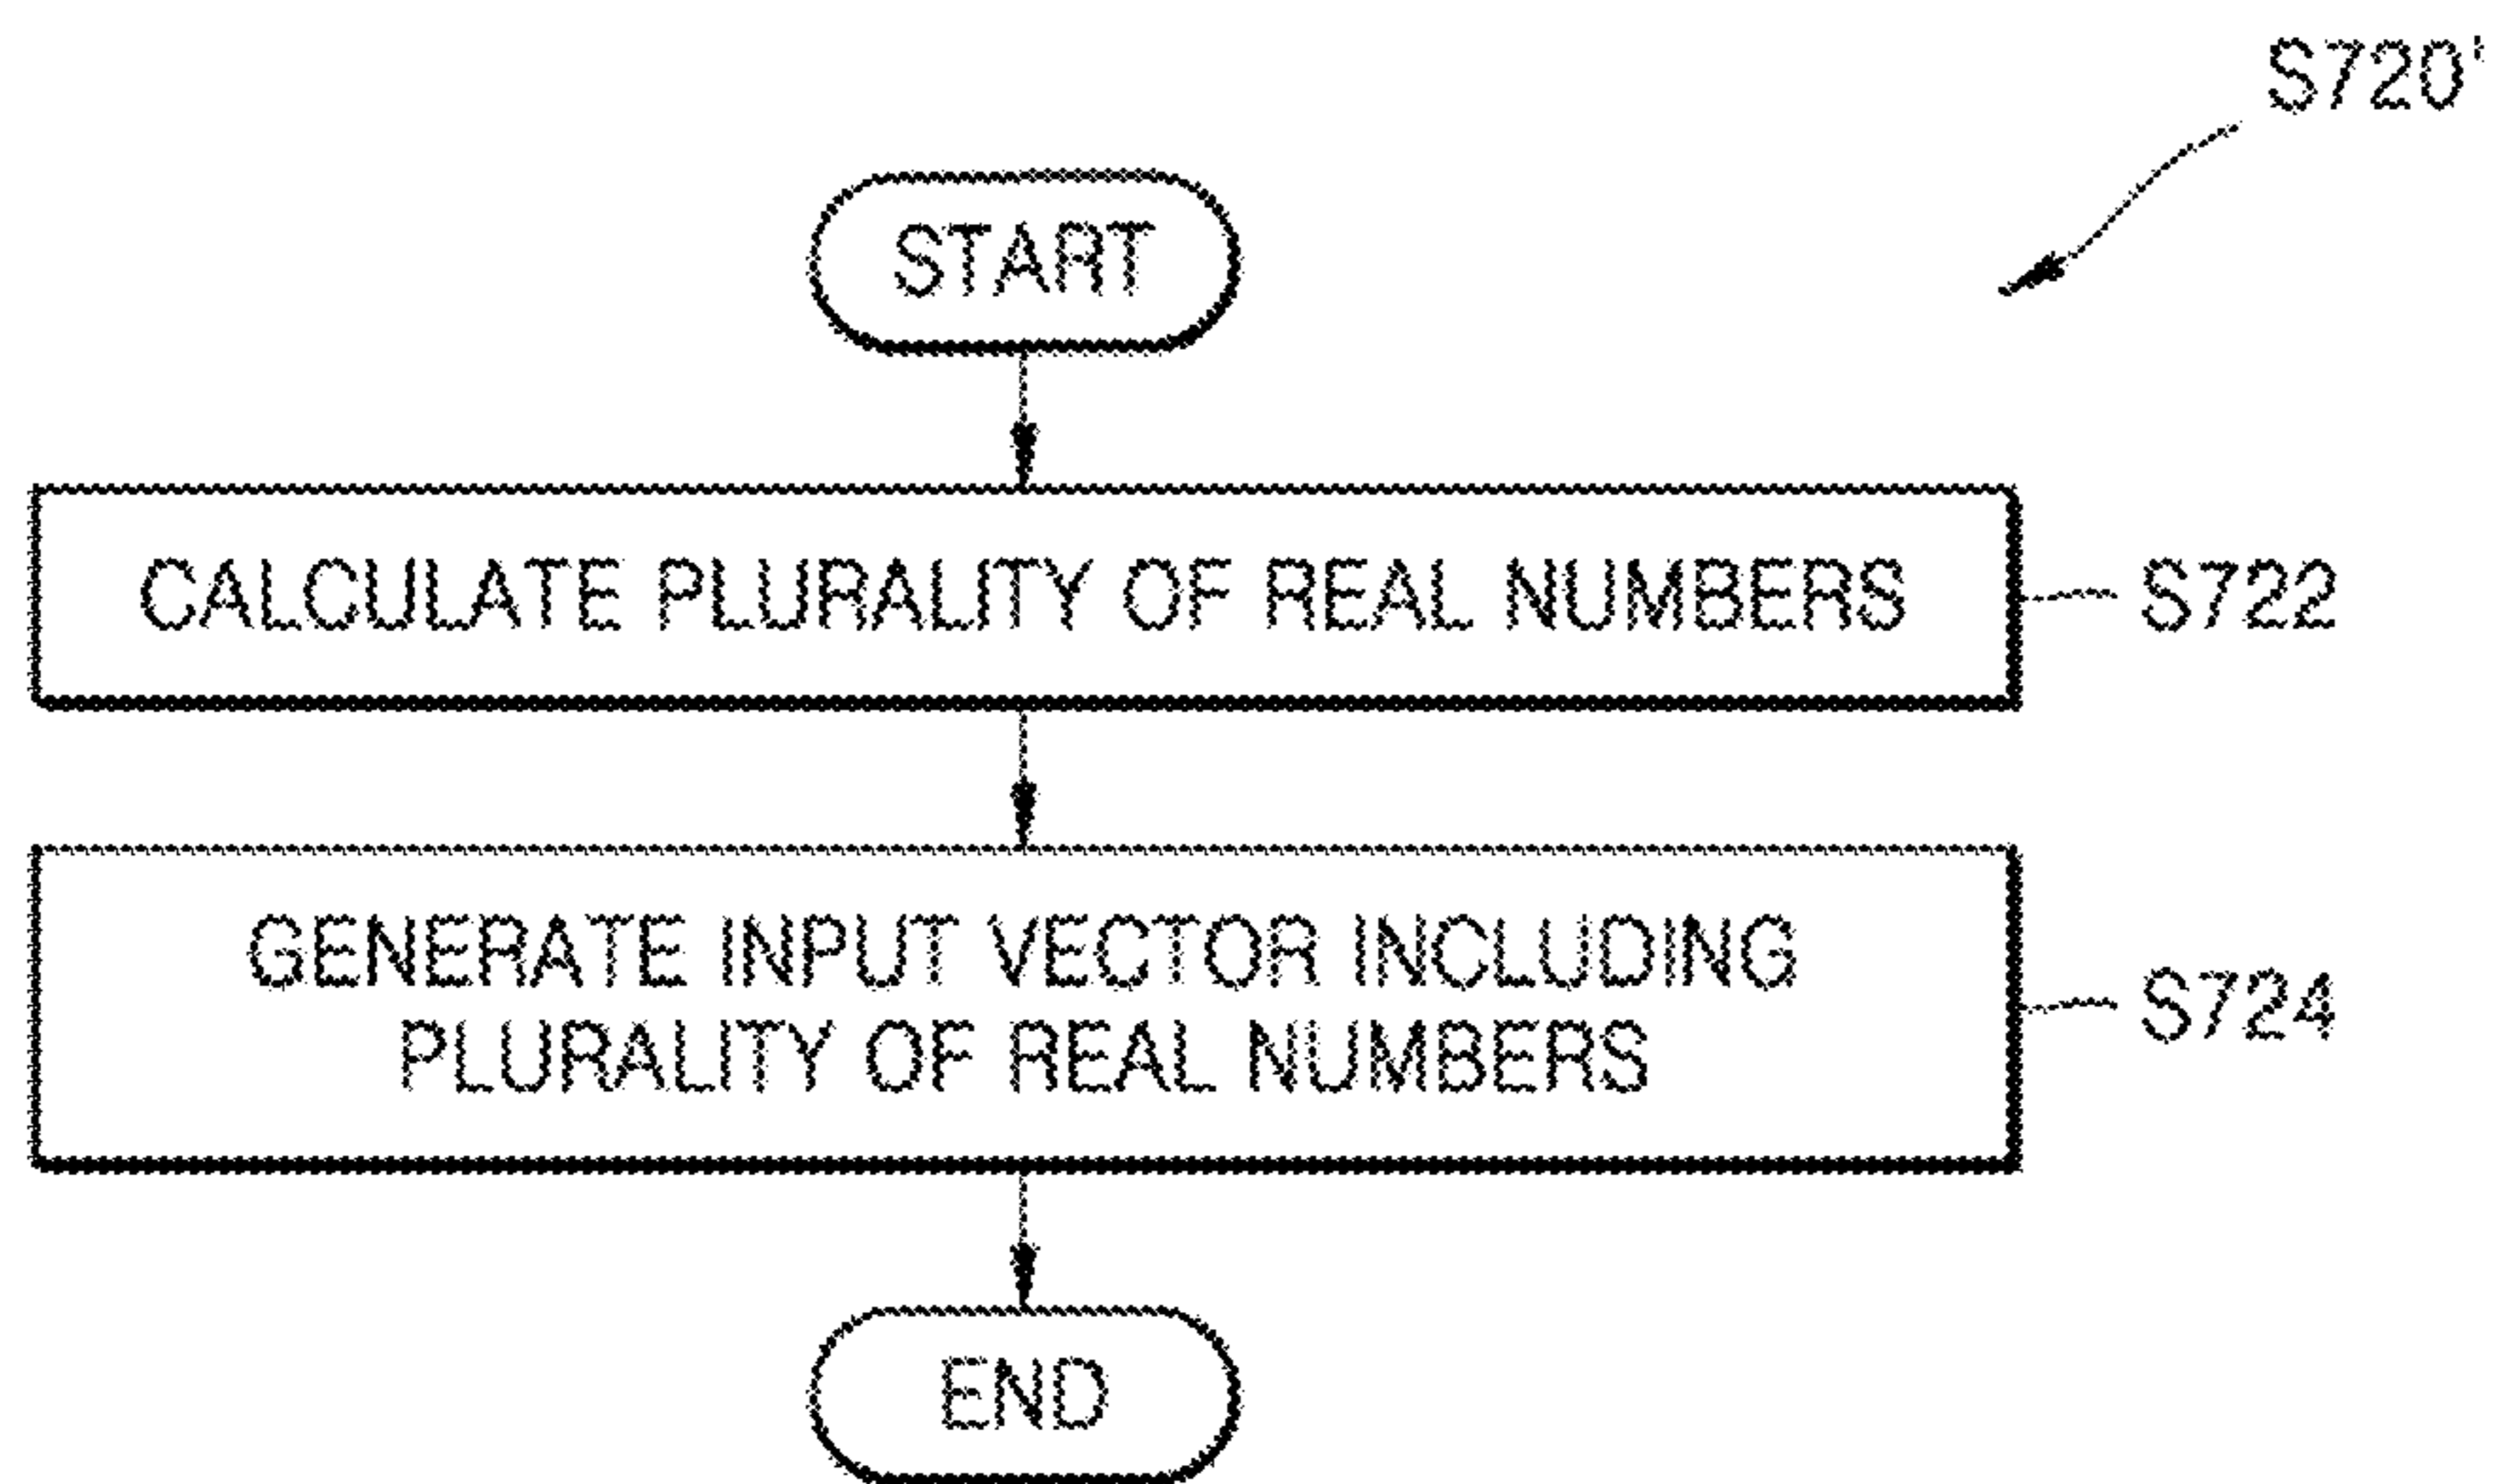 S720'
START
CALCULATE PLURALITY OF REAL NUMBERS
S722
GENERATE INPUT VECTOR INCLUDING
PLURALITY OF REAL NUMBERS
S724
END